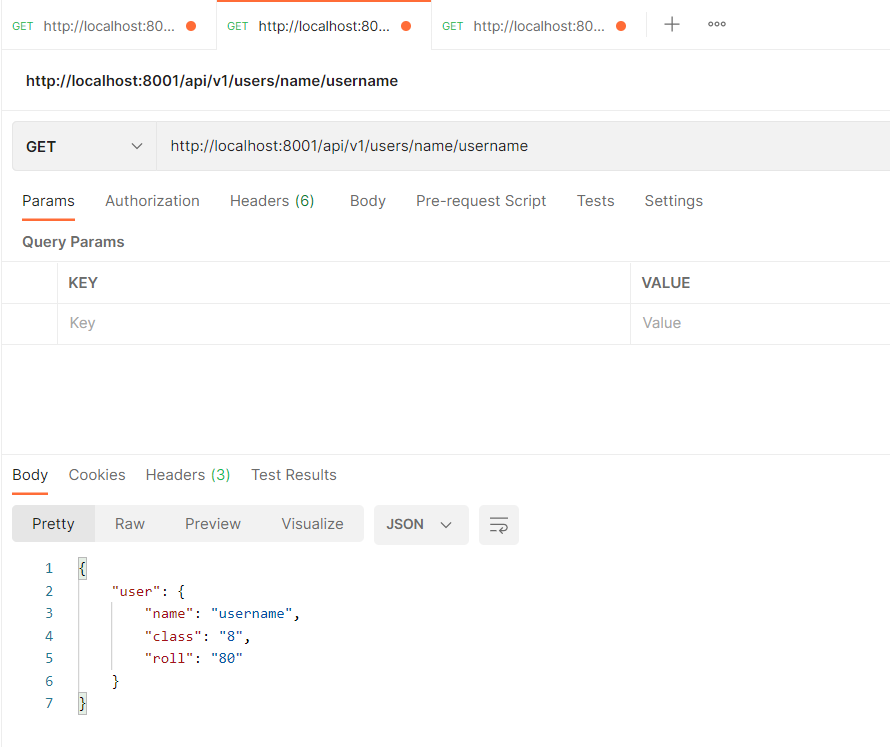 GET http://localhost:80... GET http://localhost:80... GET http://localhost:80...
http://localhost:8001/api/v1/users/name/username
GET http://localhost:8001/api/v1/users/name/username
Params Authorization Headers (6) Body Pre-request Script Tests Settings
Query Params
KEY VALUE
Key Value
Body Cookies Headers (3) Test Results
Pretty Raw Preview Visualize JSON
1 {
2 "user": {
3 "name": "username",
4 "class": "8",
5 "roll": "80"
6 }
7 }